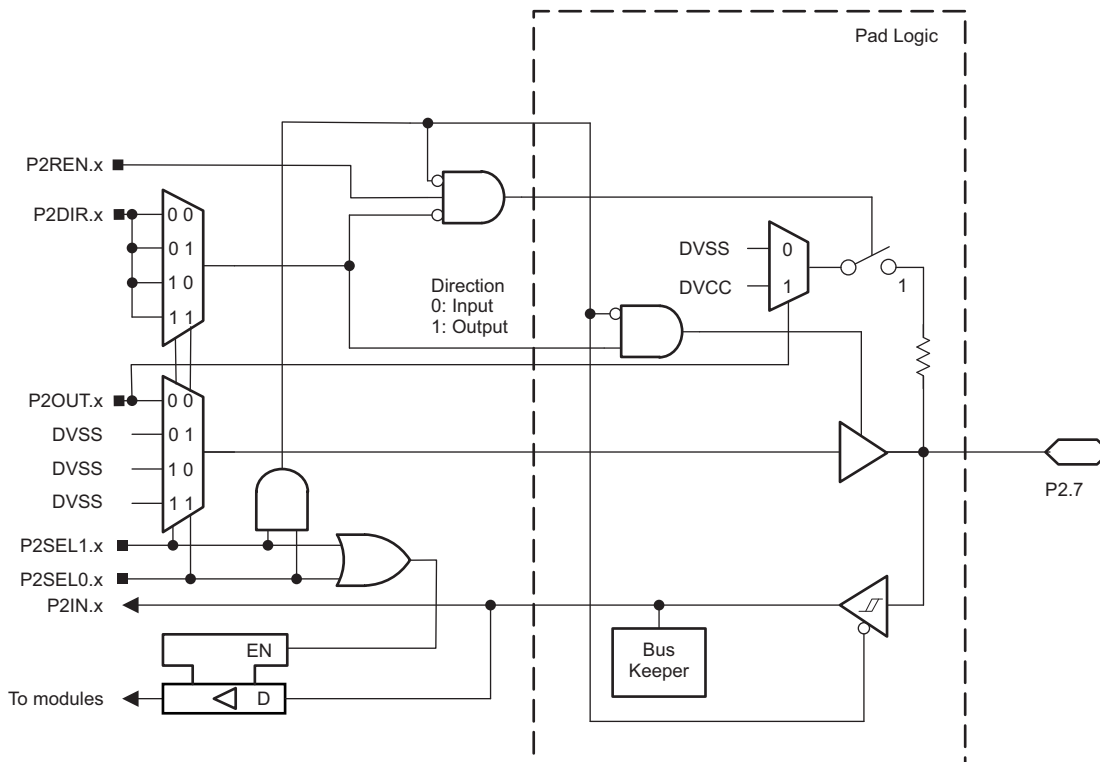 Pad Logic
P2REN.x
P2DIR.x
0 0
0 1
1 0
1 1
Direction
0: Input
1: Output
DVSS
0
DVCC
1
1
P2OUT.x
0 0
DVSS
0 1
DVSS
1 0
DVSS
1 1
P2.7
P2SEL1.x
P2SEL0.x
P2IN.x
EN
Bus
Keeper
To modules
D